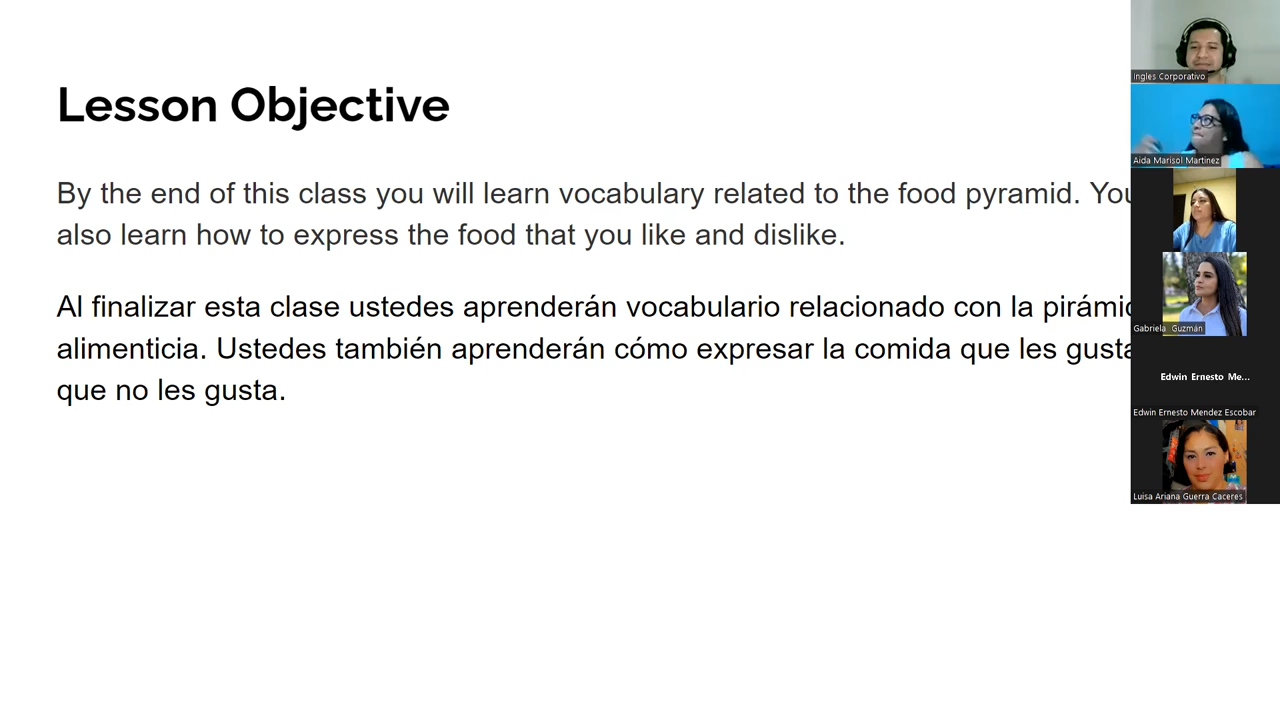 Lesson Objective
By the end of this class you will learn vocabulary related to the food pyramid. You
also learn how to express the food that you like and dislike.
Al finalizar esta clase ustedes aprenderán vocabulario relacionado con la
alimenticia. Ustedes también aprenderán cómo expresar la comida que les gusta
que no les gusta.
Ingles Corporativo
Aida Marisol Martinez
Gabriela Guzmán
Edwin Ernesto Me...
Edwin Ernesto Mendez Escobar
Luisa Ariana Guerra Caceres